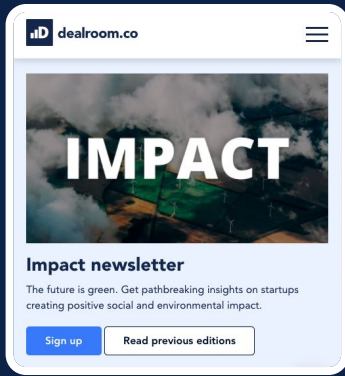 dealroom.co
IMPACT
Impact newsletter
The future is green. Get pathbreaking insights on startups
creating positive social and environmental impact.
Sign up
Read previous editions